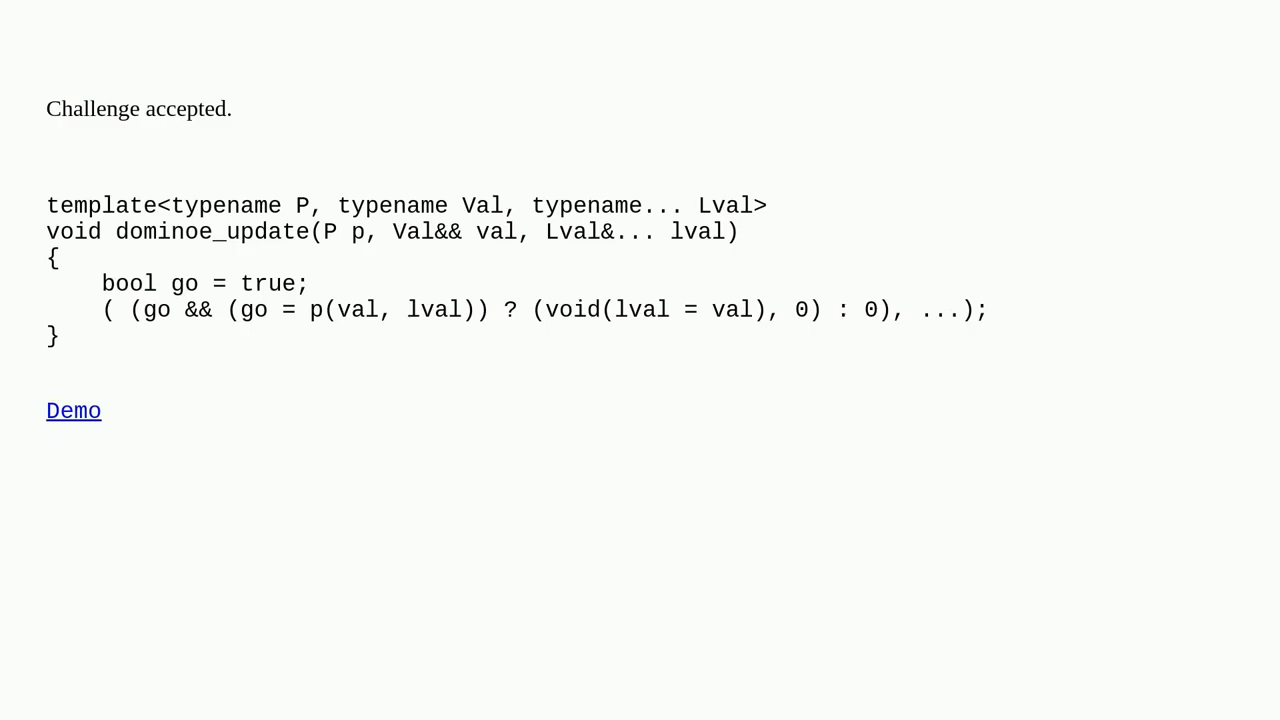 Challenge accepted.
template<typename P, typename Val, typename... Lval>
void dominoe_update(P p, Val&& val, Lval&... lval)
{
    bool go = true;
    ( (go && (go = p(val, lval)) ? (void(lval = val), 0) : 0), ...);
}
Demo